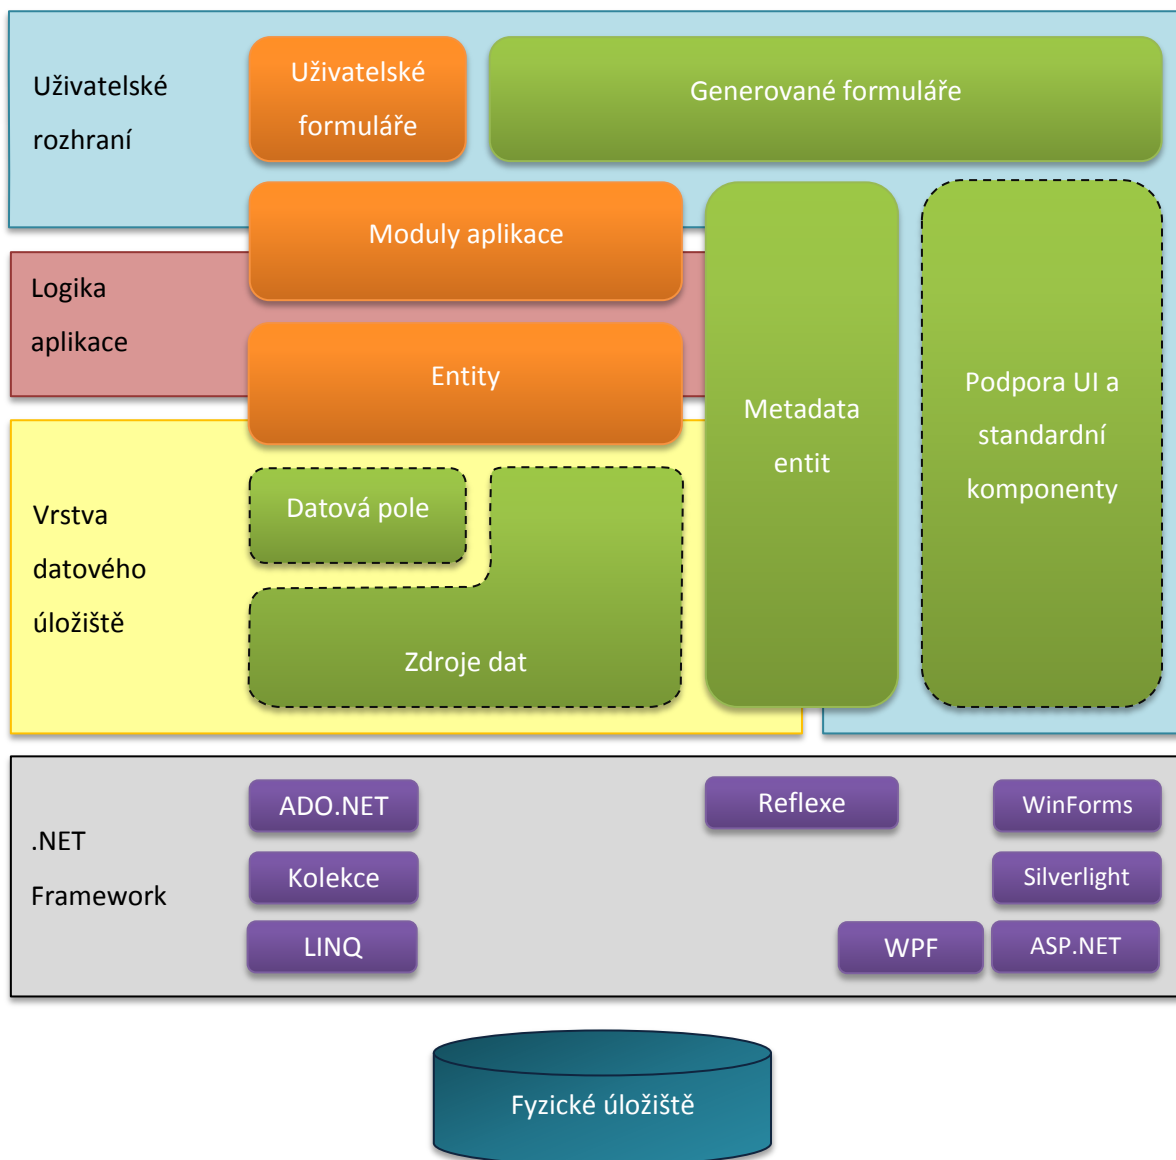 Uživatelské
rozhraní
Uživatelské
formuláře
Generované formuláře
Moduly aplikace
Logika
aplikace
Entity
Metadata
entit
Podpora UI a
standardní
komponenty
Vrstva
datového
úložiště
Datová pole
Zdroje dat
.NET
Framework
ADO.NET
Reflexe
WinForms
Kolekce
Silverlight
LINQ
WPF
ASP.NET
Fyzické úložiště